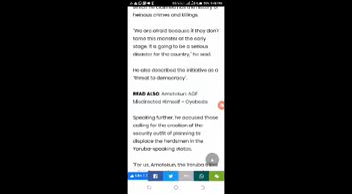 heinous crimes and killings.
"We are afraid because if they don't
tame this monster at the early
stage. It is going to be a serious
disaster for the country," he said.
He also described the initiative as a
"threat to democracy".
READ ALSO: Amotekun: AGF
Misdirected Himself – Oyebode
Speaking further, he accused those
calling for the creation of the
security outfit of planning to
displace the herdsmen in the
Yoruba-speaking states.
"For us, Amotekun, the Yoruba